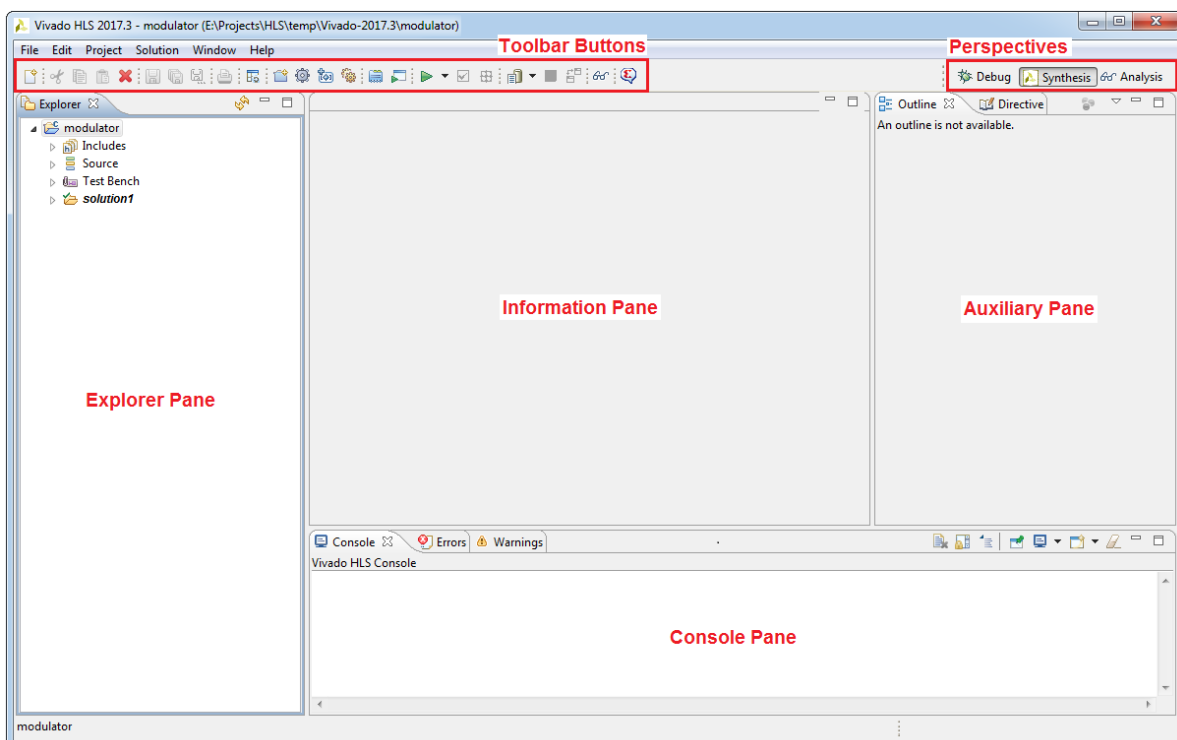 Vivado HLS 2017.3 - modulator (E:\Projects\HLS\temp\Vivado-2017.3\modulator)
File Edit Project Solution Window Help
Toolbar Buttons
Perspectives
Debug Synthesis Analysis
Explorer
modulator
Includes
Source
Test Bench
solution1
Explorer Pane
Information Pane
Outline Directive
An outline is not available.
Auxiliary Pane
Console Errors Warnings
Vivado HLS Console
Console Pane
modulator